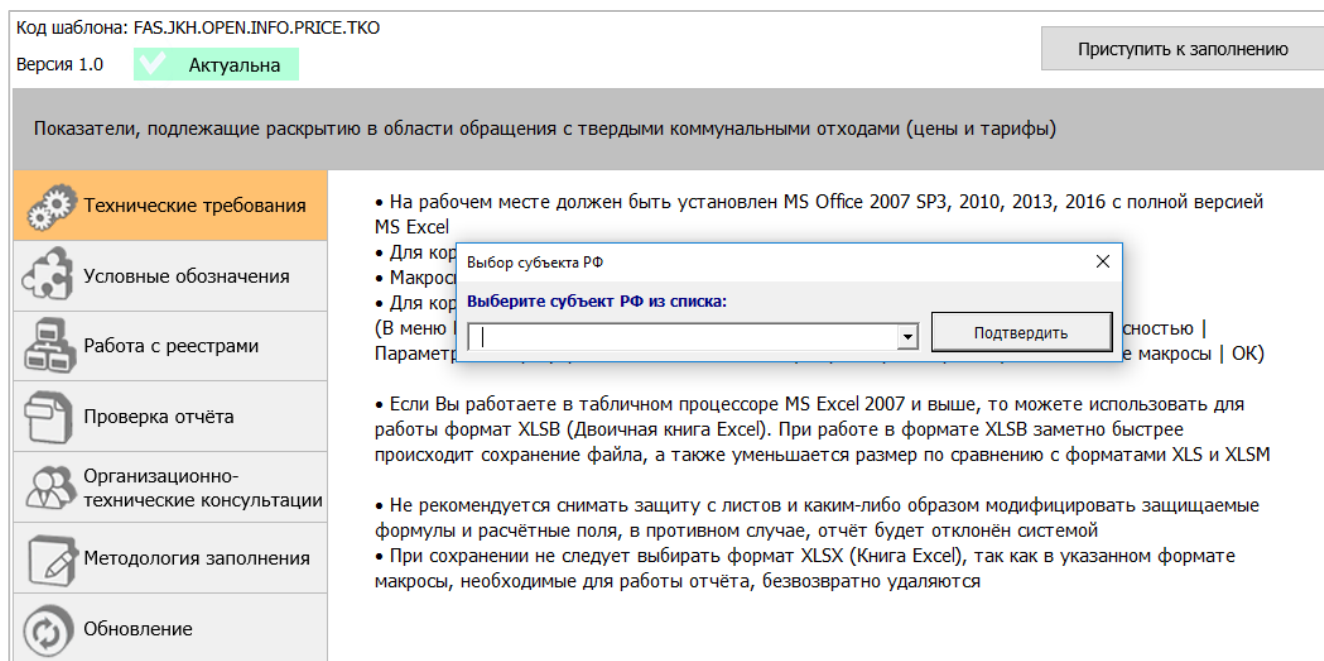 Код шаблона: FAS.JKH.OPEN.INFO.PRICE.TKO
Версия 1.0
Актуальна
Приступить к заполнению
Показатели, подлежащие раскрытию в области обращения с твердыми коммунальными отходами (цены и тарифы)
Технические требования
Условные обозначения
Работа с реестрами
Проверка отчёта
Организационно-
технические консультации
Методология заполнения
Обновление
• На рабочем месте должен быть установлен MS Office 2007 SP3, 2010, 2013, 2016 с полной версией
MS Excel
• Для
•
• Для
(В меню
| 
е макросы | ОК)
Выбор субъекта РФ
Выберите субъект РФ из списка:
Подтвердить
• Если Вы работаете в табличном процессоре MS Excel 2007 и выше, то можете использовать для
работы формат XLSB (Двоичная книга Excel). При работе в формате XLSB заметно быстрее
происходит сохранение файла, а также уменьшается размер по сравнению с форматами XLS и XLSM
• Не рекомендуется снимать защиту с листов и каким-либо образом модифицировать защищаемые
формулы и расчётные поля, в противном случае, отчёт будет отклонён системой
• При сохранении не следует выбирать формат XLSX (Книга Excel), так как в указанном формате
макросы, необходимые для работы отчёта, безвозвратно удаляются